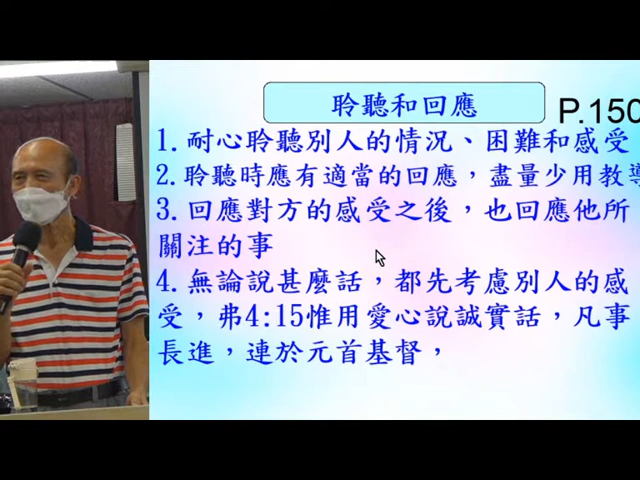 聆聽和回應
P.150
1.耐心聆聽別人的情況、困難和感受
2.聆聽時應有適當的回應，盡量少用教導
3.回應對方的感受之後，也回應他所
關注的事
4.無論說甚麼話，都先考慮別人的感
受，弗4:15惟用愛心說誠實話，凡事
長進，連於元首基督，